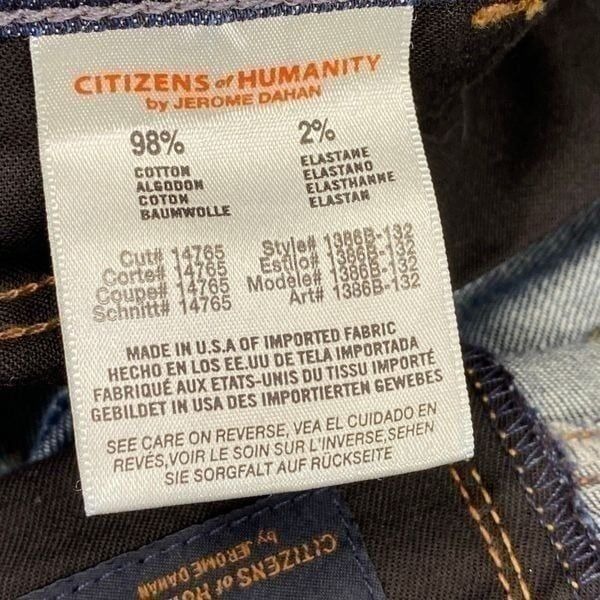 CITIZENS of HUMANITY
by JEROME DAHAN
98%
COTTON
ALGODON
COTON
BAUMWOLLE
2%
ELASTANE
ELASTANO
ELASTHANNE
ELASTAN
Cut# 14765
Corte# 14765
Coupe# 14765
Schnitt# 14765
Style# 1386B-132
Estilo# 1386B-132
Modele# 1386B-132
Art# 1386B-132
MADE IN U.S.A OF IMPORTED FABRIC
HECHO EN LOS EE.UU DE TELA IMPORTADA
FABRIQUÉ AUX ETATS-UNIS DU TISSU IMPORTÉ
GEBILDET IN USA DES IMPORTIERTEN GEWEBES
SEE CARE ON REVERSE, VEA EL CUIDADO EN
REVÉS,VOIR LE SOIN SUR L'INVERSE,SEHEN
SIE SORGFALT AUF RÜCKSEITE
CITIZENS of
by JEROME DAHAN